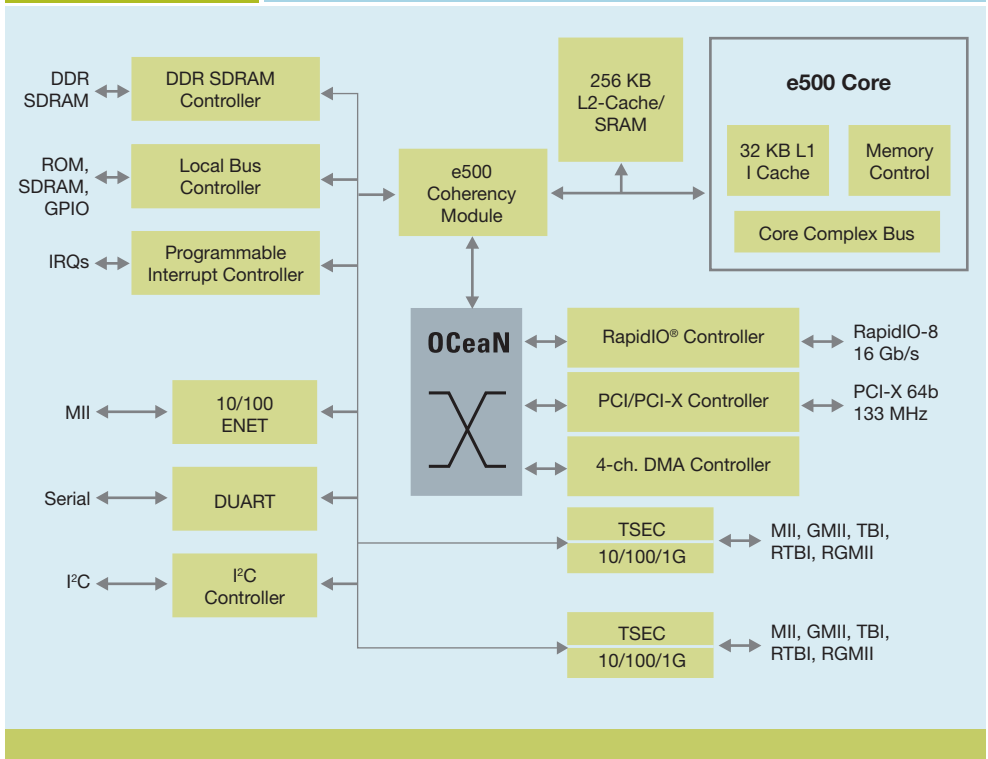 DDR
SDRAM
DDR SDRAM
Controller
256 KB
L2-Cache/
SRAM
e500 Core
32 KB L1
I Cache
Memory
Control
Core Complex Bus
ROM,
SDRAM,
GPIO
Local Bus
Controller
e500
Coherency
Module
IRQs
Programmable
Interrupt Controller
OCeaN
RapidIO® Controller
RapidIO-8
16 Gb/s
PCI/PCI-X Controller
PCI-X 64b
133 MHz
4-ch. DMA Controller
MII
10/100
ENET
Serial
DUART
TSEC
10/100/1G
MII, GMII, TBI,
RTBI, RGMII
I²C
I²C
Controller
TSEC
10/100/1G
MII, GMII, TBI,
RTBI, RGMII